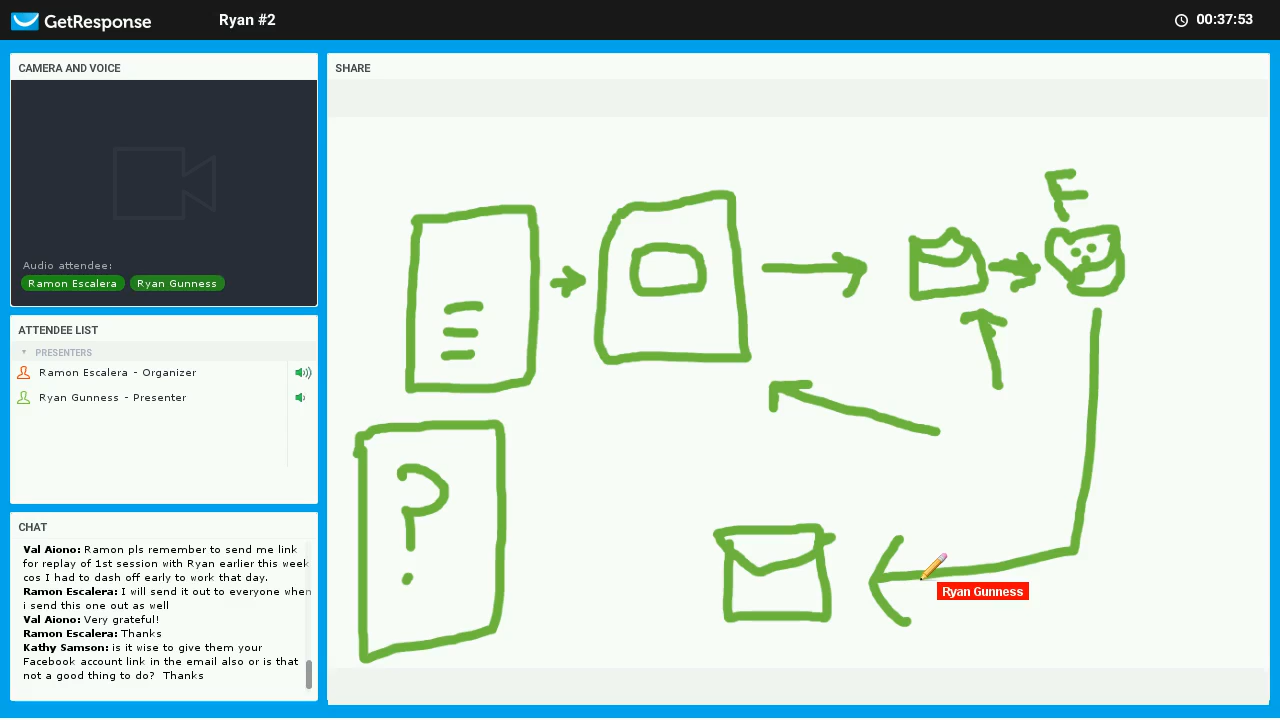 GetResponse
Ryan #2
00:37:53
CAMERA AND VOICE
Audio attendee:
Ramon Escalera
Ryan Gunness
ATTENDEE LIST
PRESENTERS
Ramon Escalera - Organizer
Ryan Gunness - Presenter
CHAT
Val Aiono: Ramon pls remember to send me link
for replay of 1st session with Ryan earlier this week
cos I had to dash off early to work that day.
Ramon Escalera: I will send it out to everyone when
i send this one out as well
Val Aiono: Very grateful!
Ramon Escalera: Thanks
Kathy Samson: is it wise to give them your
Facebook account link in the email also or is that
not a good thing to do?  Thanks
SHARE
F
?
Ryan Gunness